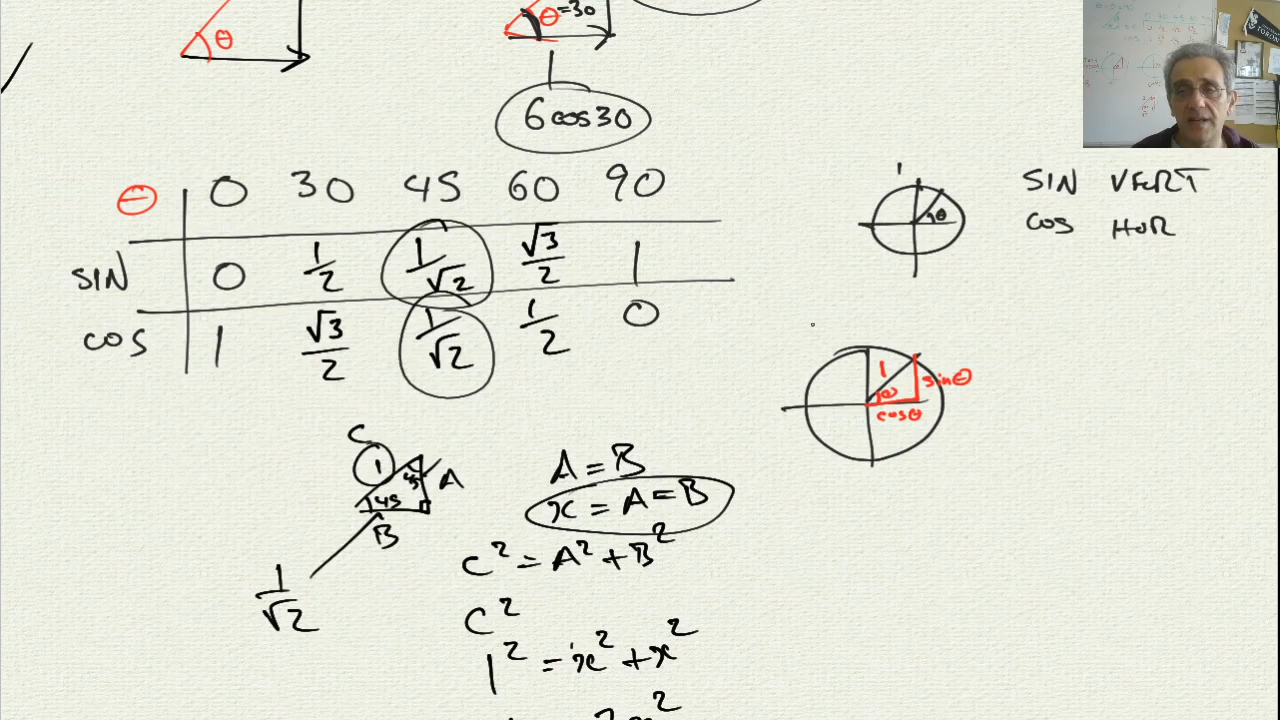 θ
θ=30
6cos30
θ 0 30 45 60 90
SIN 0 1/2 1/√2 √3/2 1
cos 1 √3/2 1/√2 1/2 0
1
θ
SIN VERT
cos HOR
1
θ
sinθ
cosθ
C
1
45
45
A
B
1/√2
A = B
x = A = B
C² = A² + B²
C²
1² = x² + x²
2x²
TORONTO